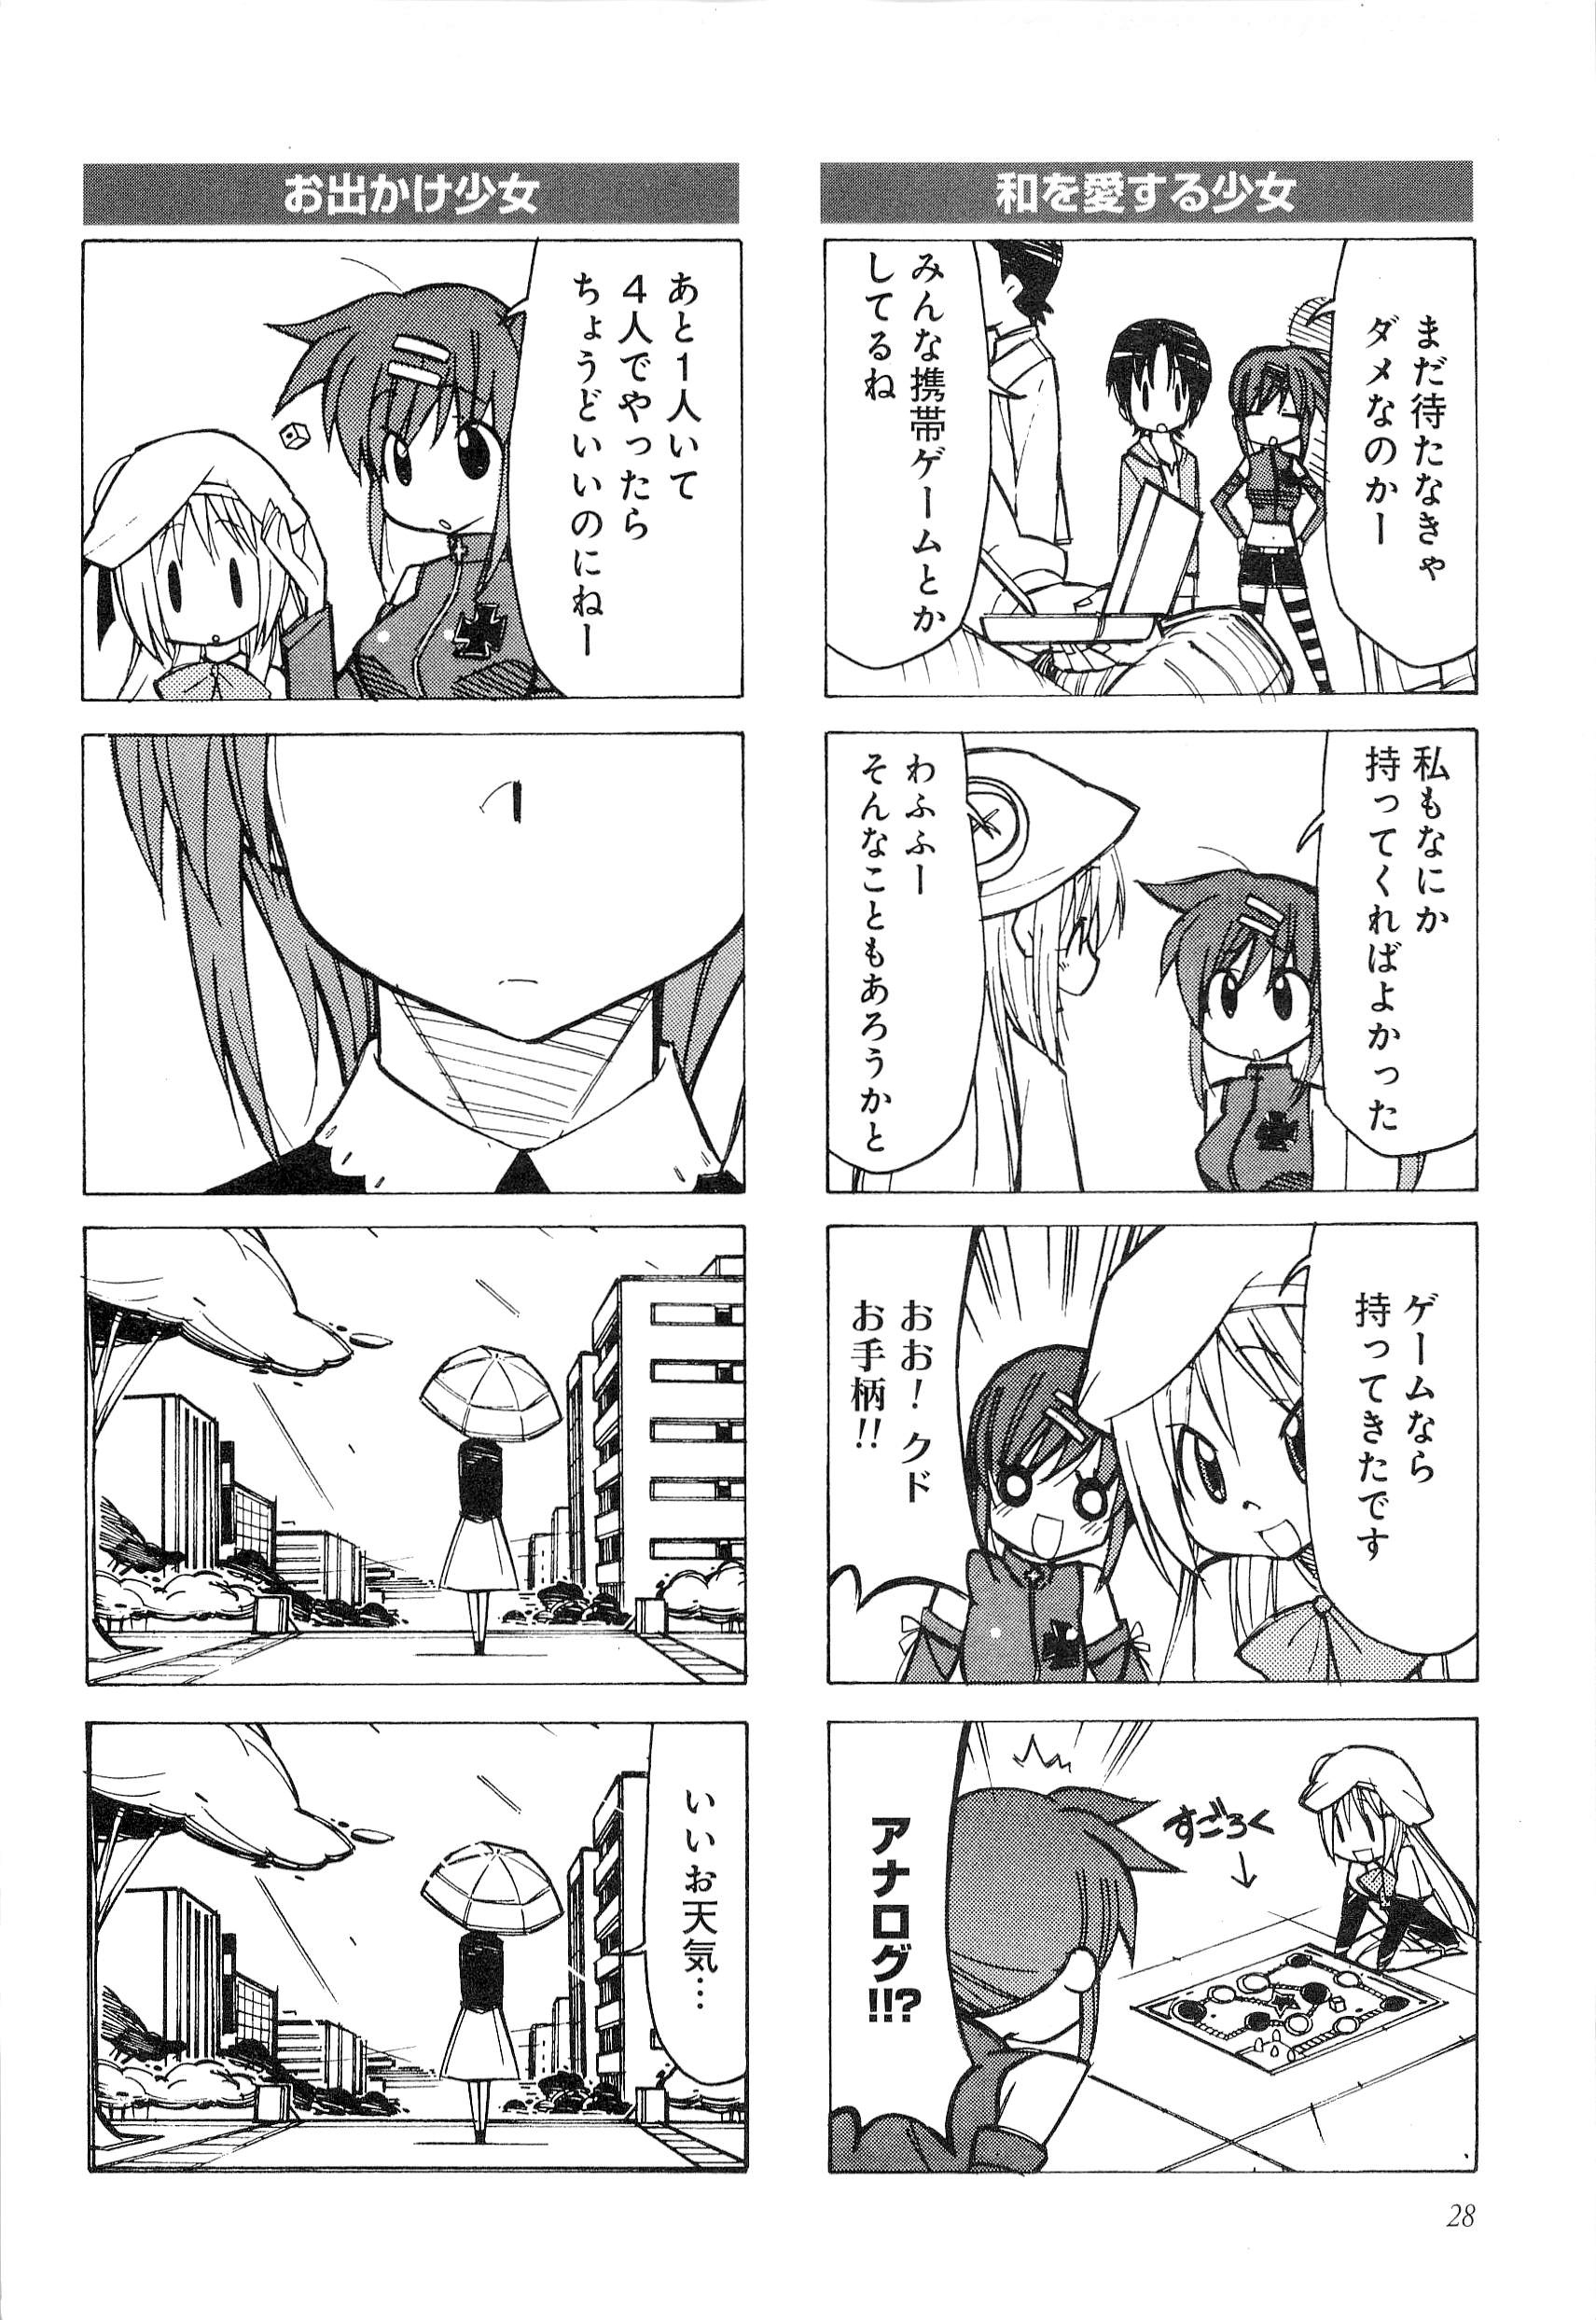 和を愛する少女
まだ待たなきゃ
ダメなのかー
みんな携帯ゲームとか
してるね
私もなにか
持ってくればよかった
わふふー
そんなこともあろうかと
ゲームなら
持ってきたです
おお！クド
お手柄!!
すごろく
↓
アナログ!!?
お出かけ少女
あと1人いて
4人でやったら
ちょうどいいのにねー
いいお天気…
28